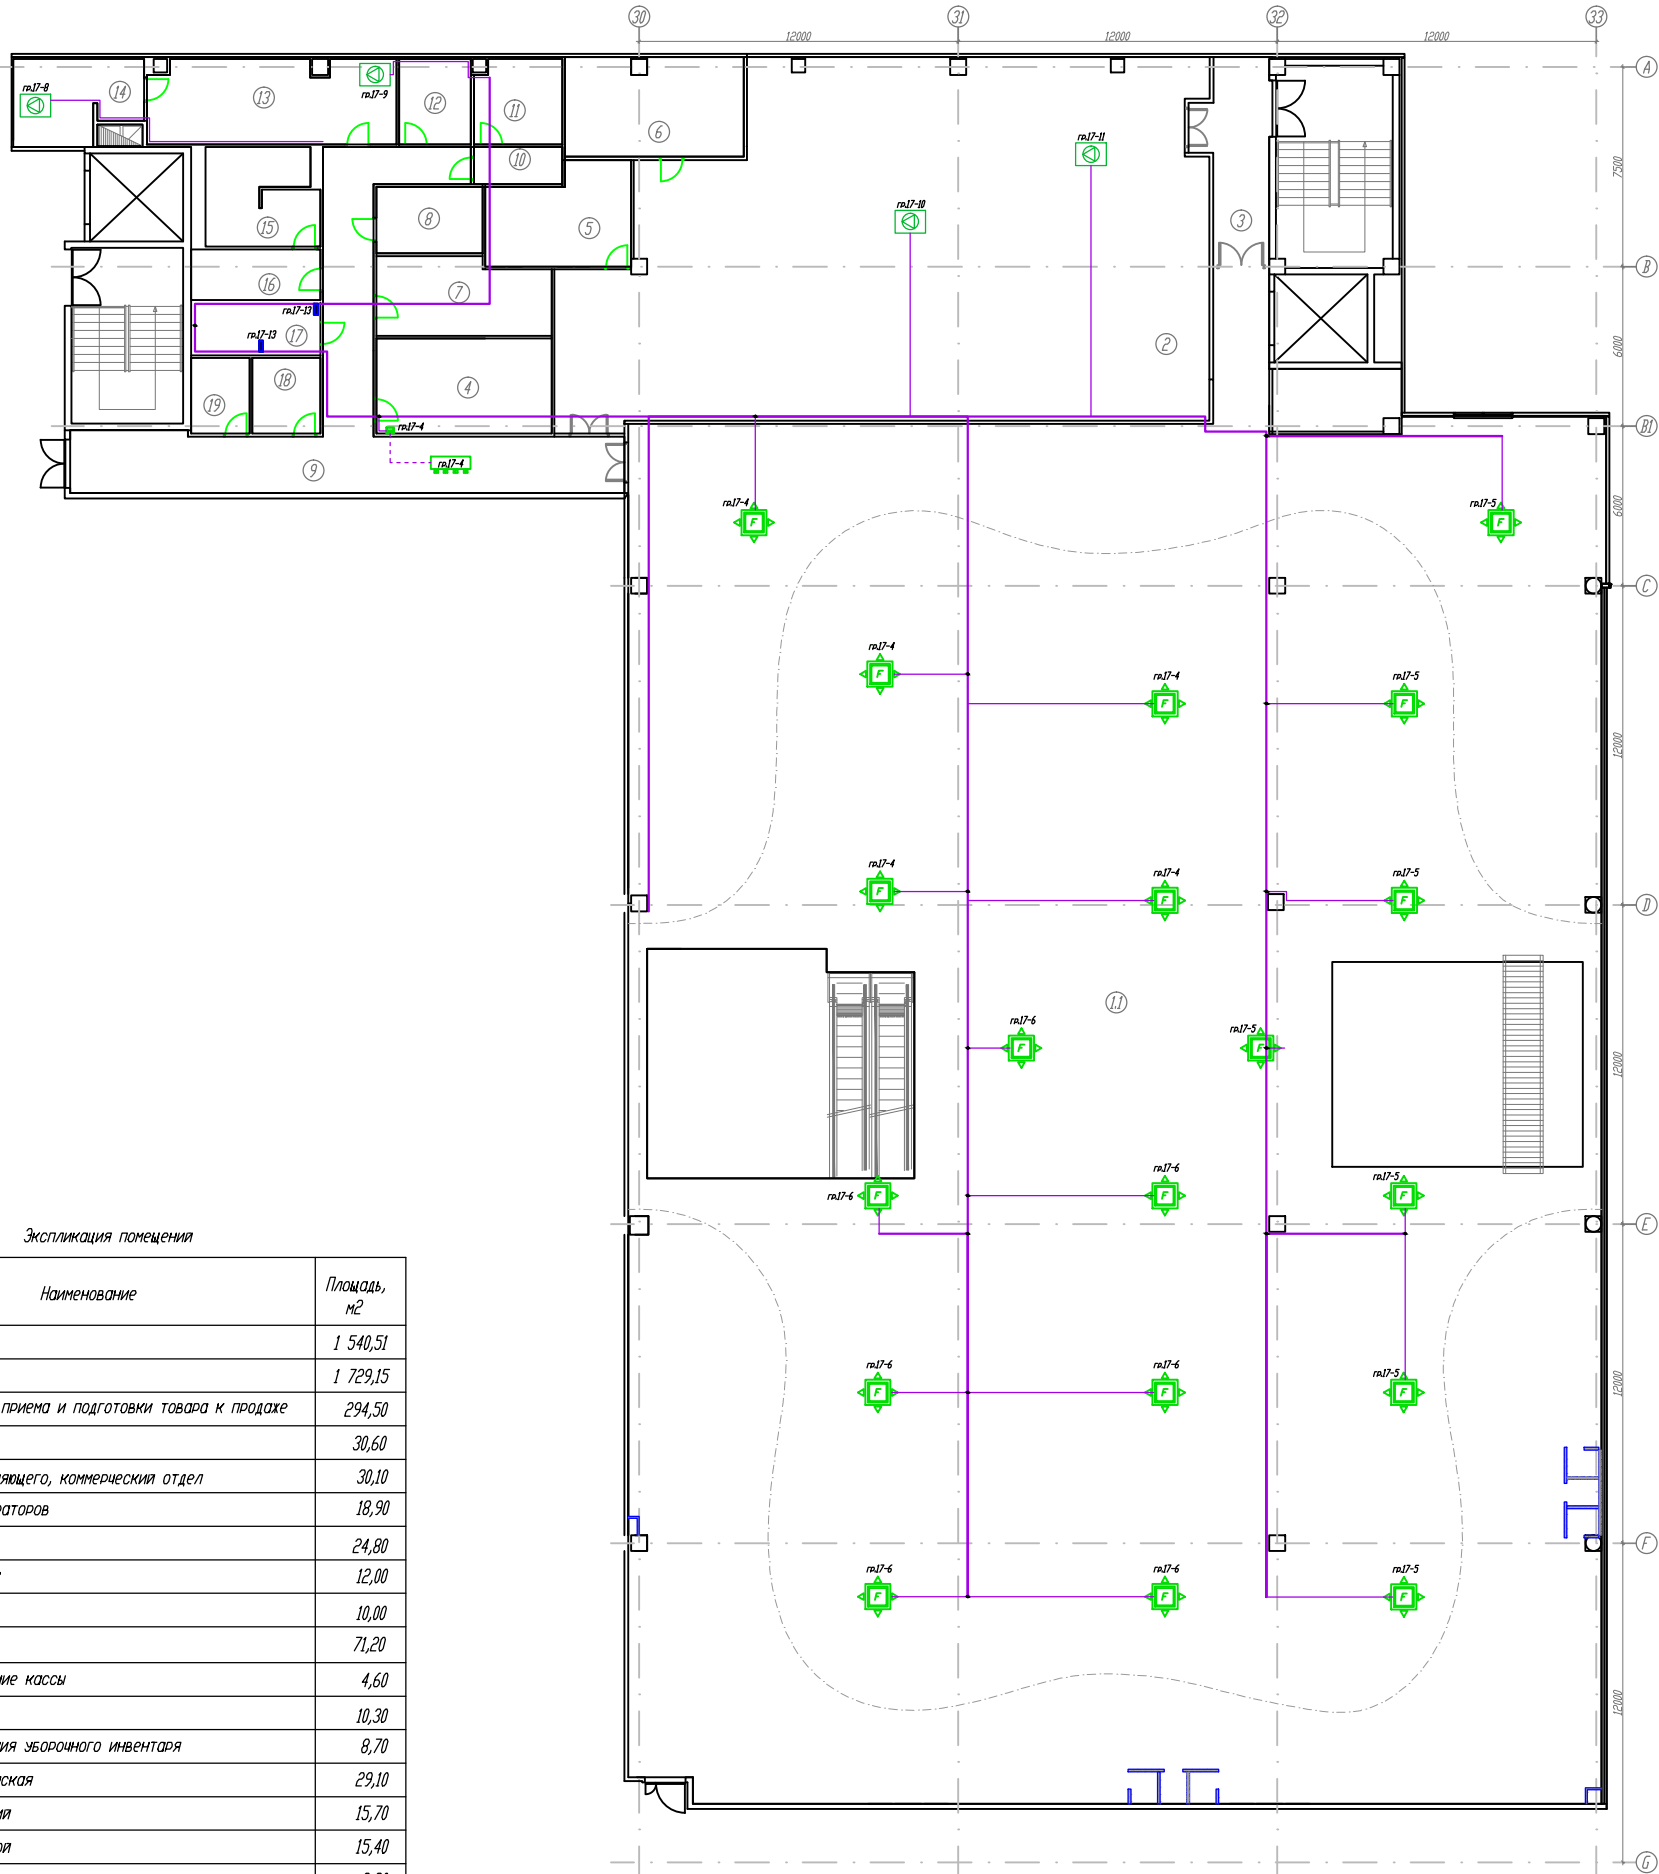 30 31 32 33
12000 12000 12000
A
гр.17-8 14 13 гр.17-9 12 11
6 гр.17-11
10
7500
15 8 5 гр.17-10 3
B
16 7
гр.17-13
гр.17-13 17
2 6000
18 4
19
гр.17-4 B1
9 гр.17-4
гр.17-4 гр.17-5 6000
F F
C
гр.17-4
F
гр.17-4 гр.17-5
F F
12000
гр.17-4 гр.17-4 гр.17-5
F F F
D
1.1
гр.17-6 гр.17-5
F F
12000
гр.17-6 гр.17-6 гр.17-5
F F F
E
гр.17-6 гр.17-6 гр.17-5
F F F
12000
F
гр.17-6 гр.17-6 гр.17-5
F F F
12000
G
Экспликация помещений
Наименование Площадь,
м2
1 540,51
1 729,15
приема и подготовки товара к продаже 294,50
30,60
яющего, коммерческий отдел 30,10
раторов 18,90
24,80
12,00
10,00
71,20
ие кассы 4,60
10,30
ия уборочного инвентаря 8,70
ская 29,10
ий 15,70
ой 15,40